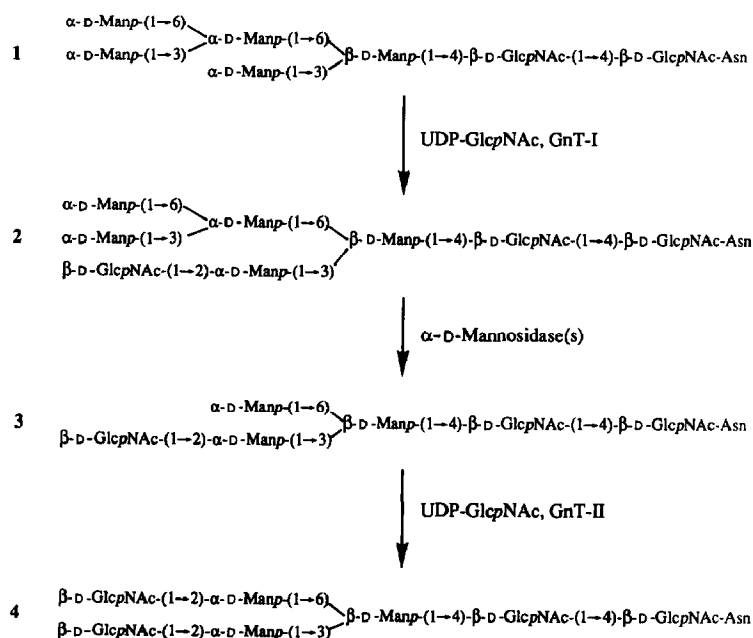 α-D-Manp-(1→6)
α-D-Manp-(1→6)
1 α-D-Manp-(1→3) β-D-Manp-(1→4)-β-D-GlcpNAc-(1→4)-β-D-GlcpNAc-Asn
α-D-Manp-(1→3)
UDP-GlcpNAc, GnT-I
α-D-Manp-(1→6)
α-D-Manp-(1→6)
2 α-D-Manp-(1→3) β-D-Manp-(1→4)-β-D-GlcpNAc-(1→4)-β-D-GlcpNAc-Asn
β-D-GlcpNAc-(1→2)-α-D-Manp-(1→3)
α-D-Mannosidase(s)
α-D-Manp-(1→6)
3 β-D-Manp-(1→4)-β-D-GlcpNAc-(1→4)-β-D-GlcpNAc-Asn
β-D-GlcpNAc-(1→2)-α-D-Manp-(1→3)
UDP-GlcpNAc, GnT-II
β-D-GlcpNAc-(1→2)-α-D-Manp-(1→6)
4 β-D-Manp-(1→4)-β-D-GlcpNAc-(1→4)-β-D-GlcpNAc-Asn
β-D-GlcpNAc-(1→2)-α-D-Manp-(1→3)